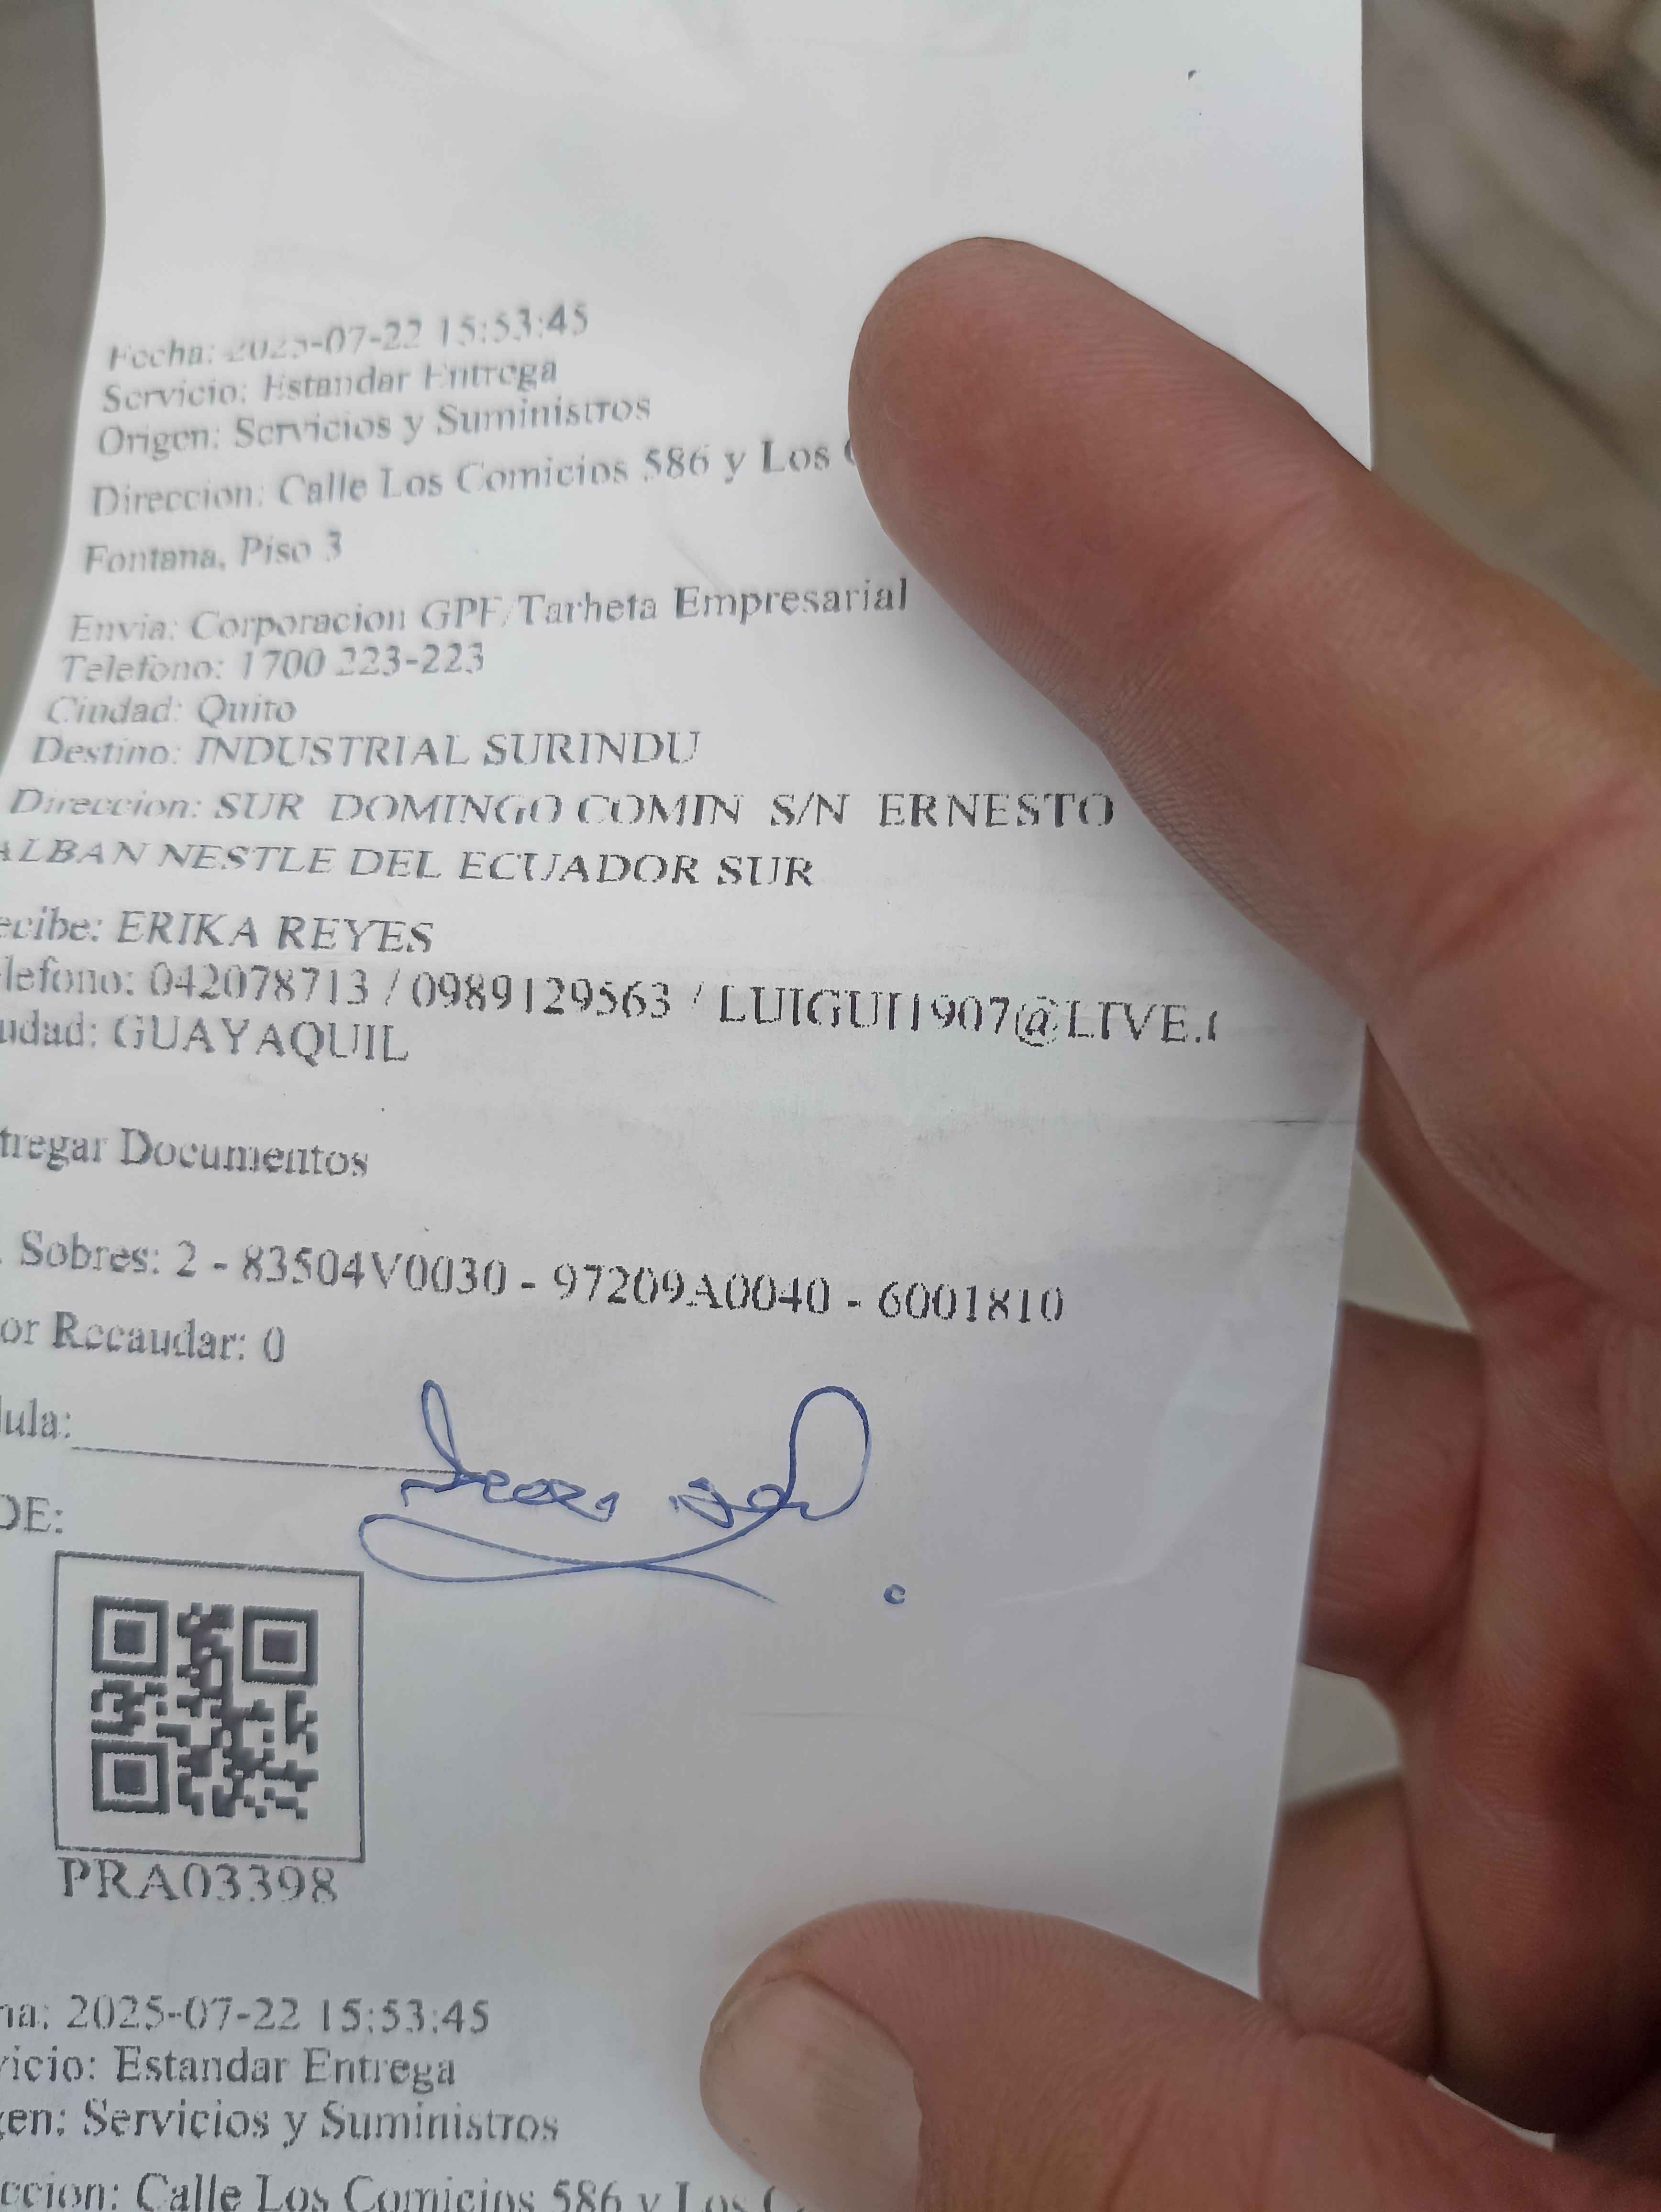 Fecha: 2025-07-22 15:53:45
Servicio: Estandar Entrega
Origen: Servicios y Suministros
Direccion: Calle Los Comicios 586 y Los C
Fontana, Piso 3
Envia: Corporacion GPF/Tarheta Empresarial
Telefono: 1700 223-223
Ciudad: Quito
Destino: INDUSTRIAL SURINDU
Direccion: SUR DOMINGO COMIN S/N ERNESTO
ALBAN NESTLE DEL ECUADOR SUR
ecibe: ERIKA REYES
lefono: 042078713 / 0989129563 / LUIGUI1907@LIVE.
udad: GUAYAQUIL
tregar Documentos
. Sobres: 2 - 83504V0030 - 97209A0040 - 6001810
or Recaudar: 0
lula:
DE:
PRA03398
ha: 2025-07-22 15:53:45
vicio: Estandar Entrega
gen: Servicios y Suministros
ccion: Calle Los Comicios 586 y Los C